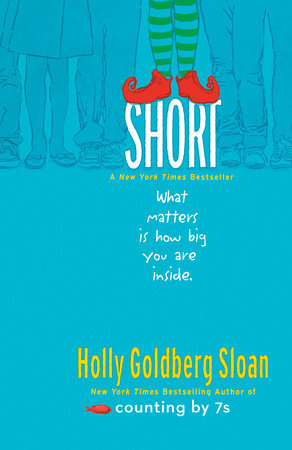 SHORT
A New York Times Bestseller
What
matters
is how big
you are
inside.
Holly Goldberg Sloan
New York Times Bestselling Author of
counting by 7s